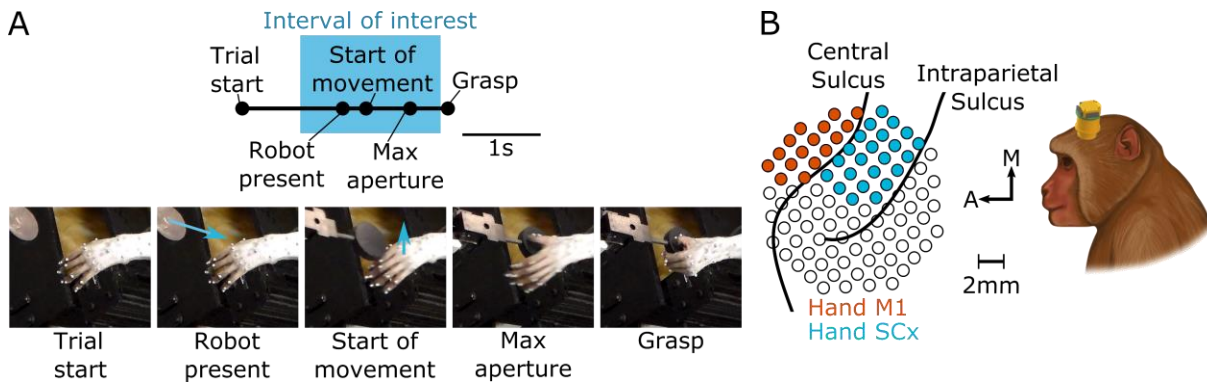 A
Interval of interest
Trial
start
Start of
movement
Grasp
Robot
present
Max
aperture
1s
Trial
start
Robot
present
Start of
movement
Max
aperture
Grasp
B
Central
Sulcus
Intraparietal
Sulcus
M
A
2mm
Hand M1
Hand SCx